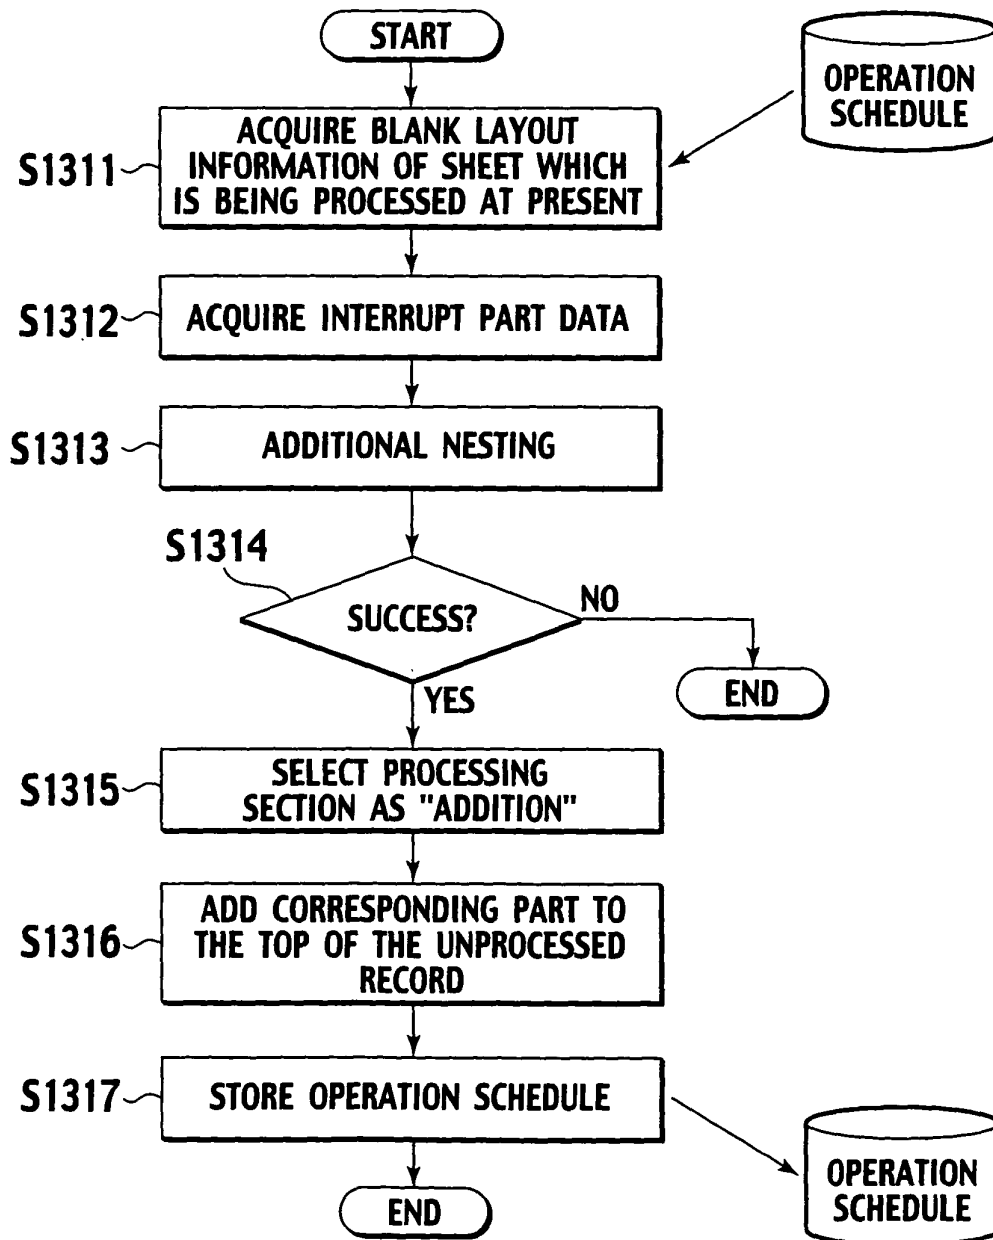 START
OPERATION
SCHEDULE
S1311
ACQUIRE BLANK LAYOUT
INFORMATION OF SHEET WHICH
IS BEING PROCESSED AT PRESENT
S1312
ACQUIRE INTERRUPT PART DATA
S1313
ADDITIONAL NESTING
S1314
SUCCESS?
NO
END
YES
S1315
SELECT PROCESSING
SECTION AS "ADDITION"
S1316
ADD CORRESPONDING PART TO
THE TOP OF THE UNPROCESSED
RECORD
S1317
STORE OPERATION SCHEDULE
OPERATION
SCHEDULE
END